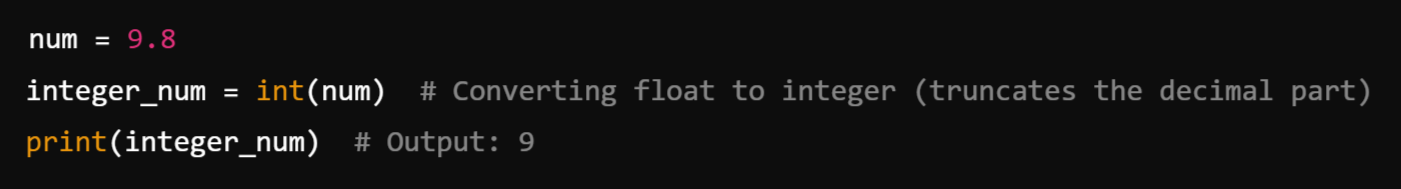 num = 9.8
integer_num = int(num)  # Converting float to integer (truncates the decimal part)
print(integer_num)  # Output: 9